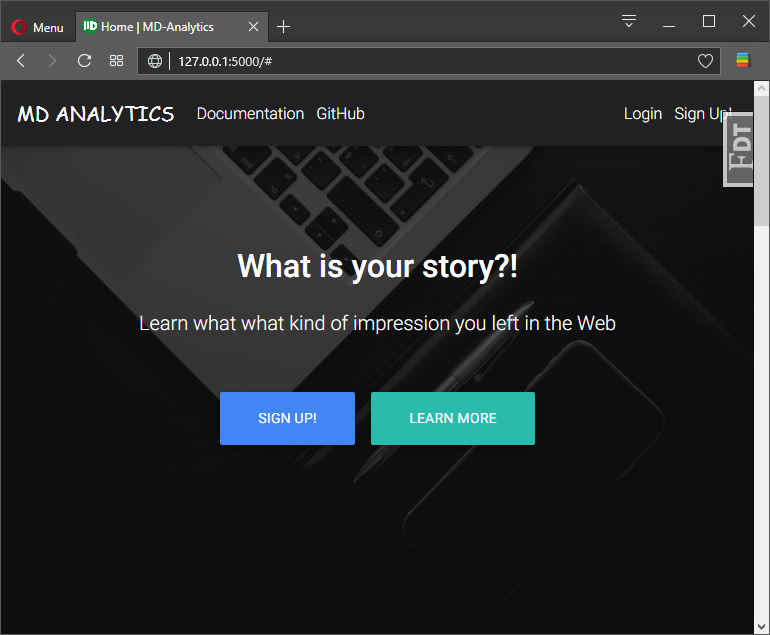 Menu
Home | MD-Analytics
127.0.0.1:5000/#
MD ANALYTICS Documentation GitHub Login Sign Up!
FDT
What is your story?!
Learn what what kind of impression you left in the Web
SIGN UP! LEARN MORE